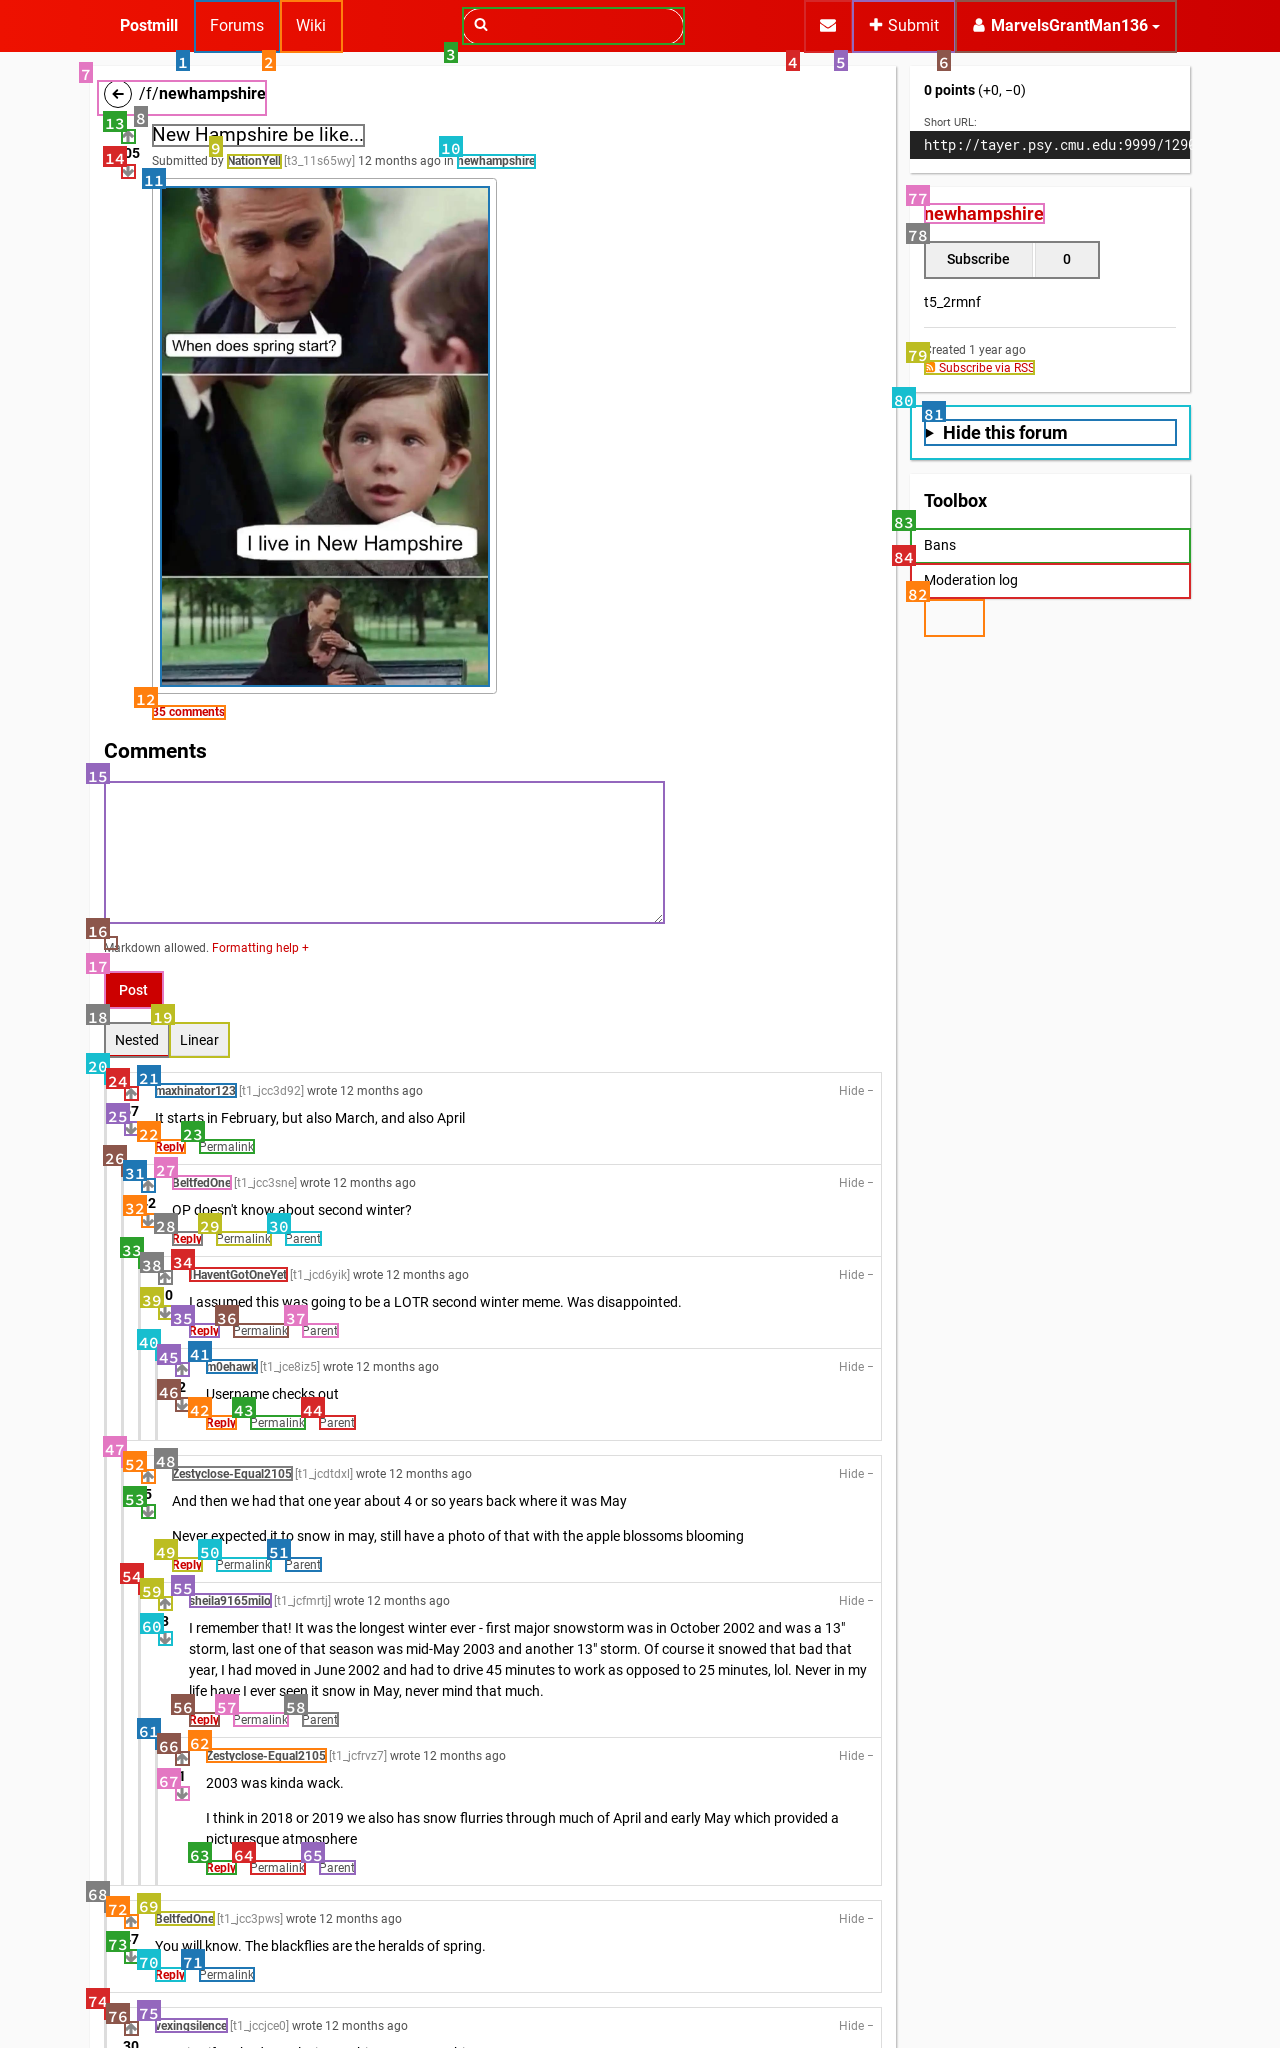 Postmill
Forums
Wiki
Submit
MarvelsGrantMan136
1
2
3
4
5
6
7
/f/newhampshire
8
13
New Hampshire be like...
05
14
9
10
Submitted by NationYell [t3_11s65wy] 12 months ago in newhampshire
11
When does spring start?
I live in New Hampshire
12
35 comments
Comments
15
16
Markdown allowed. Formatting help +
17
Post
18
19
Nested
Linear
20
24
21
maxhinator123 [t1_jcc3d92] wrote 12 months ago
Hide −
25
7
It starts in February, but also March, and also April
22
23
Reply
Permalink
26
31
27
BeltfedOne [t1_jcc3sne] wrote 12 months ago
Hide −
32
2
OP doesn't know about second winter?
28
29
30
Reply
Permalink
Parent
33
38
34
IHaventGotOneYet [t1_jcd6yik] wrote 12 months ago
Hide −
39
0
I assumed this was going to be a LOTR second winter meme. Was disappointed.
35
36
37
Reply
Permalink
Parent
40
45
41
m0ehawk [t1_jce8iz5] wrote 12 months ago
Hide −
46
2
Username checks out
42
43
44
Reply
Permalink
Parent
47
52
48
Zestyclose-Equal2105 [t1_jcdtdxl] wrote 12 months ago
Hide −
53
5
And then we had that one year about 4 or so years back where it was May
Never expected it to snow in may, still have a photo of that with the apple blossoms blooming
49
50
51
Reply
Permalink
Parent
54
59
55
sheila9165milo [t1_jcfmrtj] wrote 12 months ago
Hide −
60
3
I remember that! It was the longest winter ever - first major snowstorm was in October 2002 and was a 13"
storm, last one of that season was mid-May 2003 and another 13" storm. Of course it snowed that bad that
year, I had moved in June 2002 and had to drive 45 minutes to work as opposed to 25 minutes, lol. Never in my
life have I ever seen it snow in May, never mind that much.
56
57
58
Reply
Permalink
Parent
61
66
62
Zestyclose-Equal2105 [t1_jcfrvz7] wrote 12 months ago
Hide −
67
1
2003 was kinda wack.
I think in 2018 or 2019 we also has snow flurries through much of April and early May which provided a
picturesque atmosphere
63
64
65
Reply
Permalink
Parent
68
72
69
BeltfedOne [t1_jcc3pws] wrote 12 months ago
Hide −
73
7
You will know. The blackflies are the heralds of spring.
70
71
Reply
Permalink
74
76
75
vexingsilence [t1_jccjce0] wrote 12 months ago
Hide −
30
0 points (+0, −0)
Short URL:
http://tayer.psy.cmu.edu:9999/1290
77
newhampshire
78
Subscribe
0
t5_2rmnf
79
Created 1 year ago
Subscribe via RSS
80
81
Hide this forum
Toolbox
83
Bans
84
Moderation log
82